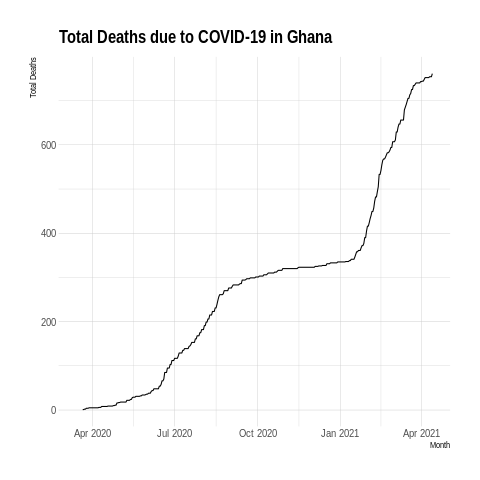 Total Deaths due to COVID-19 in Ghana
Total Deaths
600
400
200
0
Apr 2020 Jul 2020 Oct 2020 Jan 2021 Apr 2021
Month